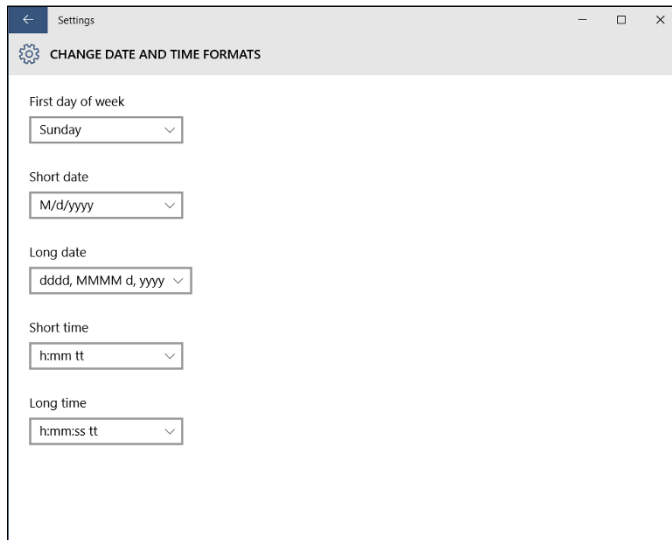 Settings
CHANGE DATE AND TIME FORMATS
First day of week
Sunday
Short date
M/d/yyyy
Long date
dddd, MMMM d, yyyy
Short time
h:mm tt
Long time
h:mm:ss tt